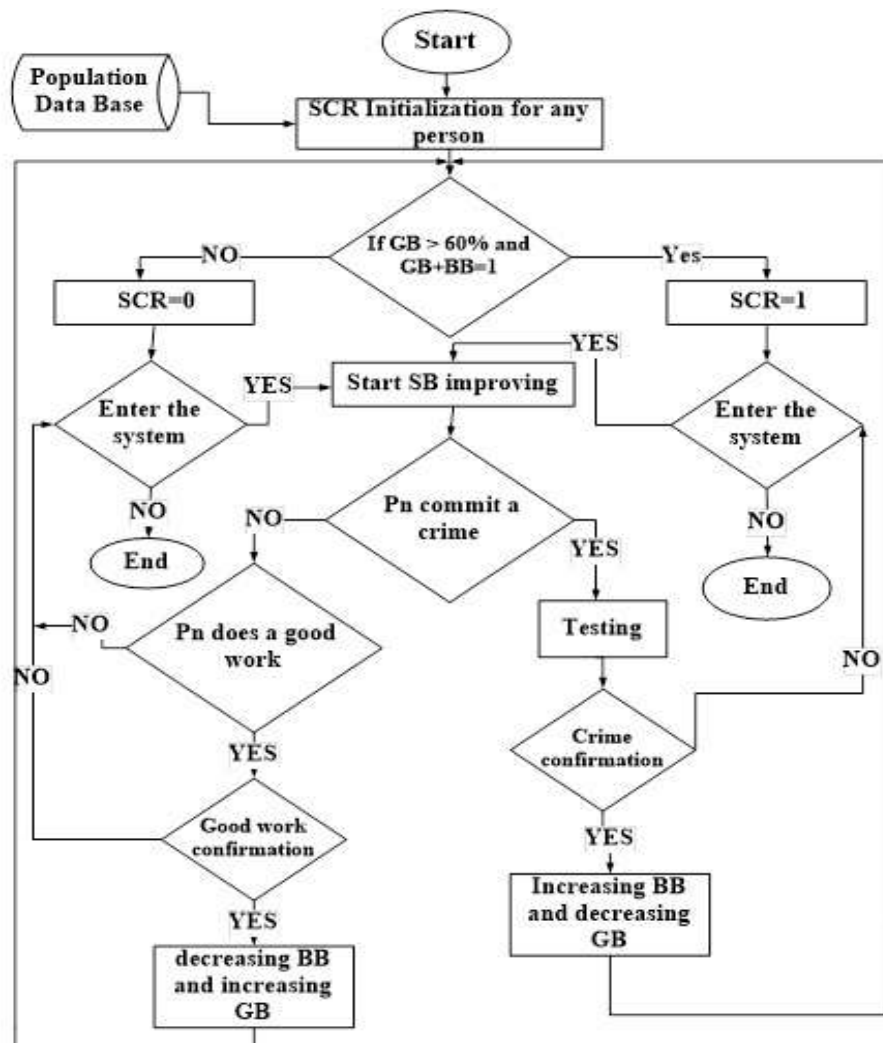 Start
Population
Data Base
SCR Initialization for any
person
If GB > 60% and
GB+BB=1
NO
Yes
SCR=0
SCR=1
YES
Start SB improving
YES
Enter the
system
Enter the
system
NO
End
NO
Pn commit a
crime
YES
NO
End
Testing
NO
Pn does a good
work
NO
NO
YES
Crime
confirmation
Good work
confirmation
YES
YES
Increasing BB
and decreasing
GB
decreasing BB
and increasing
GB